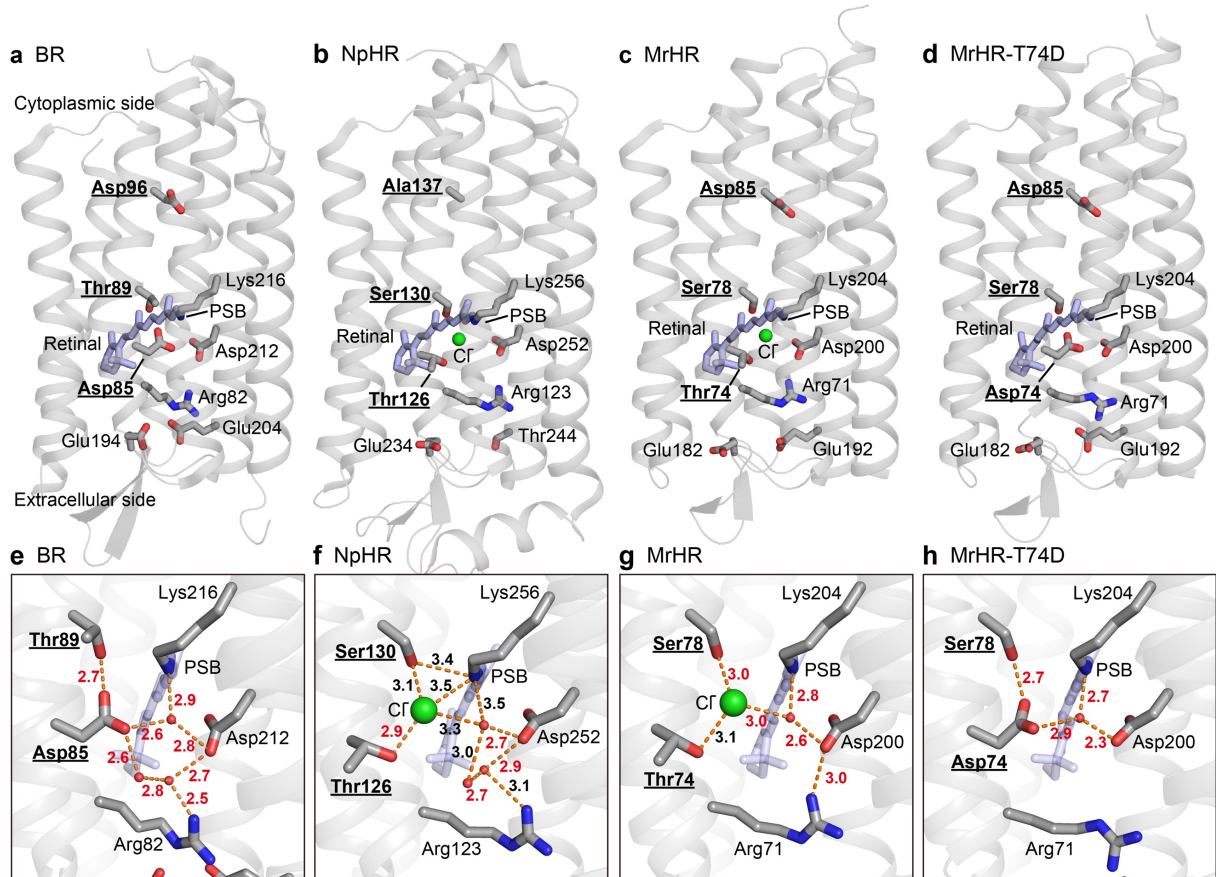 a BR
b NpHR
c MrHR
d MrHR-T74D
Cytoplasmic side
Asp96
Thr89
Lys216
PSB
Retinal
Asp212
Asp85
Arg82
Glu194
Glu204
Extracellular side
Ala137
Ser130
Lys256
PSB
Retinal
Cl-
Asp252
Thr126
Arg123
Glu234
Thr244
Asp85
Ser78
Lys204
PSB
Retinal
Cl-
Asp200
Thr74
Arg71
Glu182
Glu192
Asp85
Ser78
Lys204
PSB
Retinal
Asp200
Asp74
Arg71
Glu182
Glu192
e BR
f NpHR
g MrHR
h MrHR-T74D
Lys216
Thr89
PSB
2.7
2.9
2.6
2.8
Asp212
Asp85
2.6
2.7
2.8
2.5
Arg82
Lys256
Ser130
3.4
PSB
3.1
3.5
3.5
Cl-
2.9
3.3
3.0
2.7
Asp252
Thr126
2.9
2.7
3.1
Arg123
Lys204
Ser78
PSB
3.0
2.8
Cl-
3.0
3.1
2.6
Asp200
Thr74
3.0
Arg71
Lys204
Ser78
PSB
2.7
2.7
2.9
2.3
Asp200
Asp74
Arg71